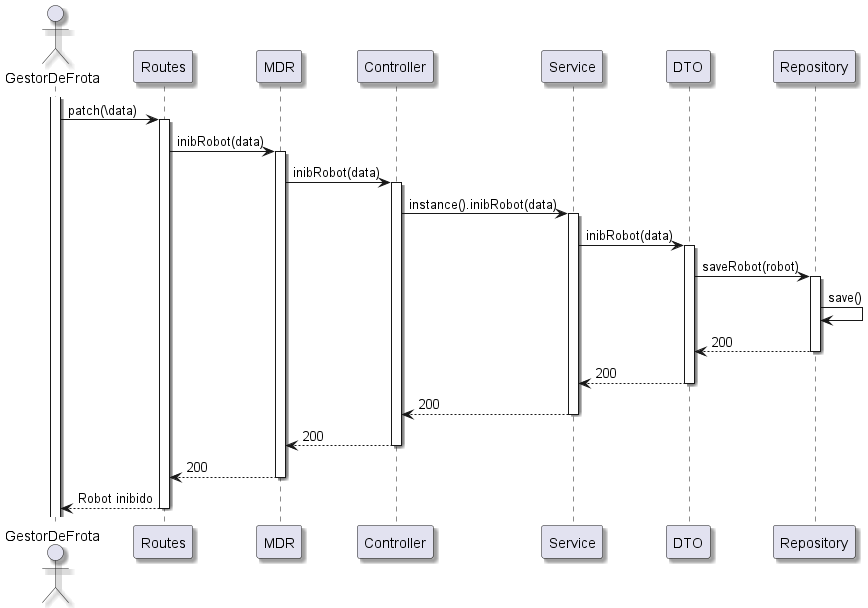 GestorDeFrota
Routes
MDR
Controller
Service
DTO
Repository
patch(\data)
inibRobot(data)
inibRobot(data)
instance().inibRobot(data)
inibRobot(data)
saveRobot(robot)
save()
200
200
200
200
200
Robot inibido
GestorDeFrota
Routes
MDR
Controller
Service
DTO
Repository